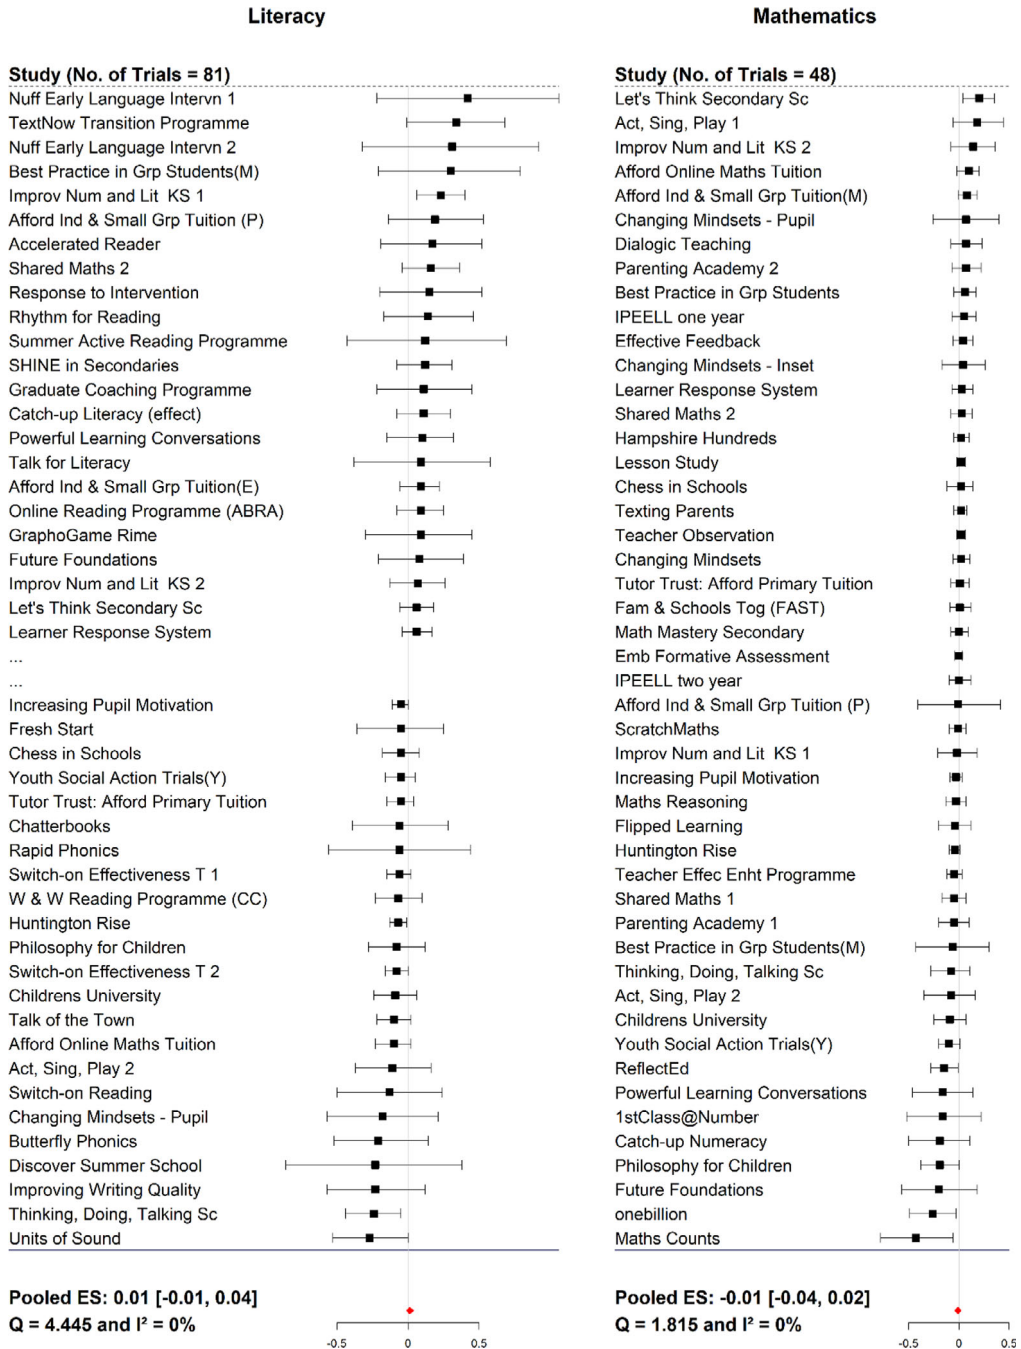 Literacy
Study (No. of Trials = 81)
Nuff Early Language Intervn 1
TextNow Transition Programme
Nuff Early Language Intervn 2
Best Practice in Grp Students(M)
Improv Num and Lit KS 1
Afford Ind & Small Grp Tuition (P)
Accelerated Reader
Shared Maths 2
Response to Intervention
Rhythm for Reading
Summer Active Reading Programme
SHINE in Secondaries
Graduate Coaching Programme
Catch-up Literacy (effect)
Powerful Learning Conversations
Talk for Literacy
Afford Ind & Small Grp Tuition(E)
Online Reading Programme (ABRA)
GraphoGame Rime
Future Foundations
Improv Num and Lit KS 2
Let's Think Secondary Sc
Learner Response System
...
...
Increasing Pupil Motivation
Fresh Start
Chess in Schools
Youth Social Action Trials(Y)
Tutor Trust: Afford Primary Tuition
Chatterbooks
Rapid Phonics
Switch-on Effectiveness T 1
W & W Reading Programme (CC)
Huntington Rise
Philosophy for Children
Switch-on Effectiveness T 2
Childrens University
Talk of the Town
Afford Online Maths Tuition
Act, Sing, Play 2
Switch-on Reading
Changing Mindsets - Pupil
Butterfly Phonics
Discover Summer School
Improving Writing Quality
Thinking, Doing, Talking Sc
Units of Sound
Pooled ES: 0.01 [-0.01, 0.04]
Q = 4.445 and I² = 0%
-0.5 0 0.5
Mathematics
Study (No. of Trials = 48)
Let's Think Secondary Sc
Act, Sing, Play 1
Improv Num and Lit KS 2
Afford Online Maths Tuition
Afford Ind & Small Grp Tuition(M)
Changing Mindsets - Pupil
Dialogic Teaching
Parenting Academy 2
Best Practice in Grp Students
IPEELL one year
Effective Feedback
Changing Mindsets - Inset
Learner Response System
Shared Maths 2
Hampshire Hundreds
Lesson Study
Chess in Schools
Texting Parents
Teacher Observation
Changing Mindsets
Tutor Trust: Afford Primary Tuition
Fam & Schools Tog (FAST)
Math Mastery Secondary
Emb Formative Assessment
IPEELL two year
Afford Ind & Small Grp Tuition (P)
ScratchMaths
Improv Num and Lit KS 1
Increasing Pupil Motivation
Maths Reasoning
Flipped Learning
Huntington Rise
Teacher Effec Enht Programme
Shared Maths 1
Parenting Academy 1
Best Practice in Grp Students(M)
Thinking, Doing, Talking Sc
Act, Sing, Play 2
Childrens University
Youth Social Action Trials(Y)
ReflectEd
Powerful Learning Conversations
1stClass@Number
Catch-up Numeracy
Philosophy for Children
Future Foundations
onebillion
Maths Counts
Pooled ES: -0.01 [-0.04, 0.02]
Q = 1.815 and I² = 0%
-0.5 0 0.5